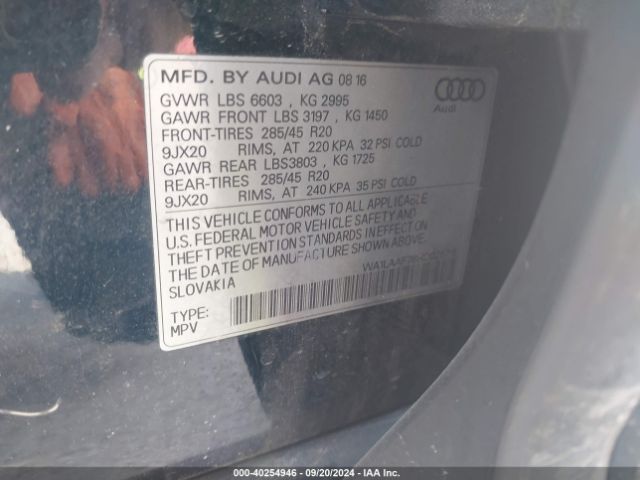 MFD. BY AUDI AG 08 16
GVWR LBS 6603 , KG 2995
GAWR FRONT LBS 3197 , KG 1450
FRONT-TIRES 285/45 R20
9JX20 RIMS, AT 220 KPA 32 PSI COLD
GAWR REAR LBS3803 , KG 1725
REAR-TIRES 285/45 R20
9JX20 RIMS, AT 240 KPA 35 PSI COLD
Audi
THIS VEHICLE CONFORMS TO ALL APPLICABLE
U.S. FEDERAL MOTOR VEHICLE SAFETY AND
THEFT PREVENTION STANDARDS IN EFFECT ON
THE DATE OF MANUFACTURE SHOWN ABOVE
SLOVAKIA
TYPE:
MPV
000-40254946 - 09/20/2024 - IAA Inc.